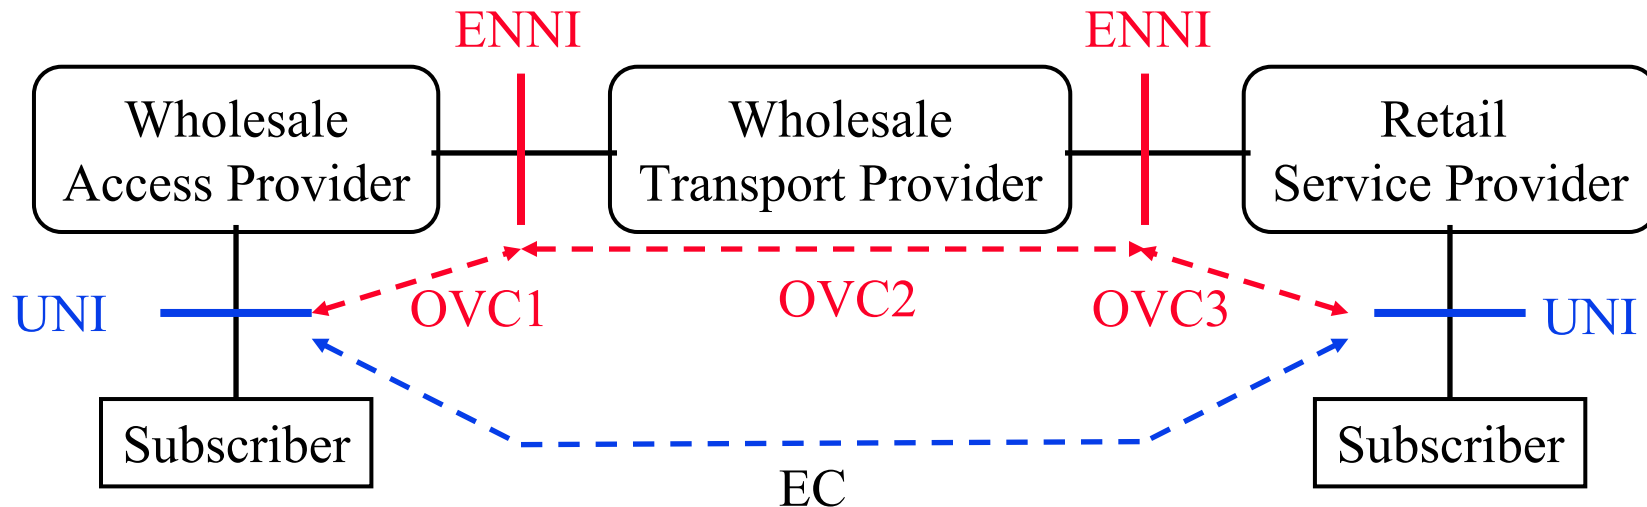 ENNI
ENNI
Wholesale
Access Provider
Wholesale
Transport Provider
Retail
Service Provider
UNI
OVC1
OVC2
OVC3
UNI
Subscriber
EC
Subscriber